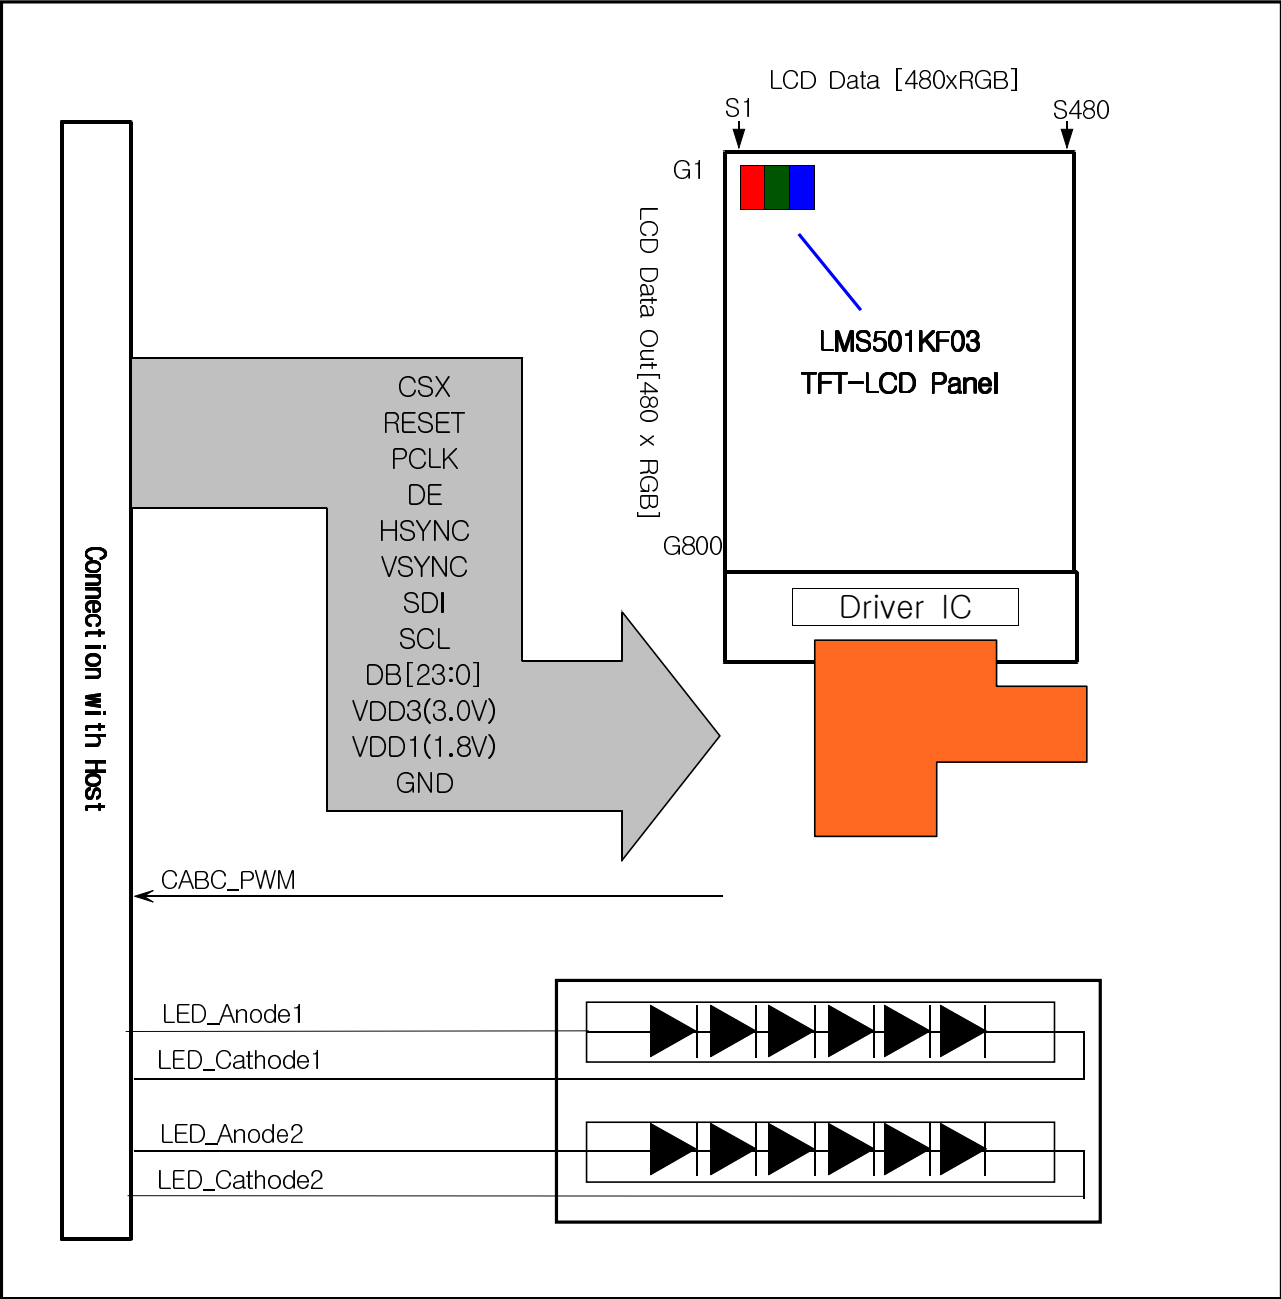 LCD Data [480xRGB]
S1
S480
G1
LCD Data Out[480 x RGB]
LMS501KF03
TFT-LCD Panel
G800
Driver IC
CSX
RESET
PCLK
DE
HSYNC
VSYNC
SDI
SCL
DB[23:0]
VDD3(3.0V)
VDD1(1.8V)
GND
Connection with Host
CABC_PWM
LED_Anode1
LED_Cathode1
LED_Anode2
LED_Cathode2